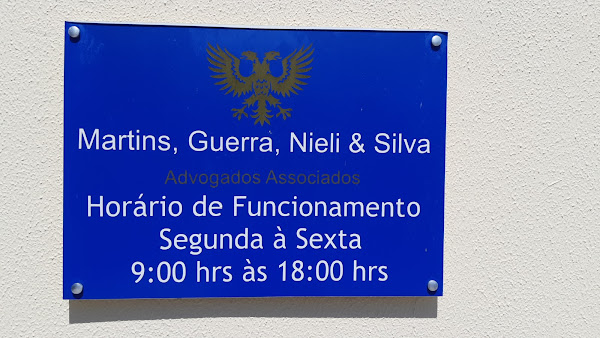 Martins, Guerra, Nieli & Silva
Advogados Associados
Horário de Funcionamento
Segunda à Sexta
9:00 hrs às 18:00 hrs